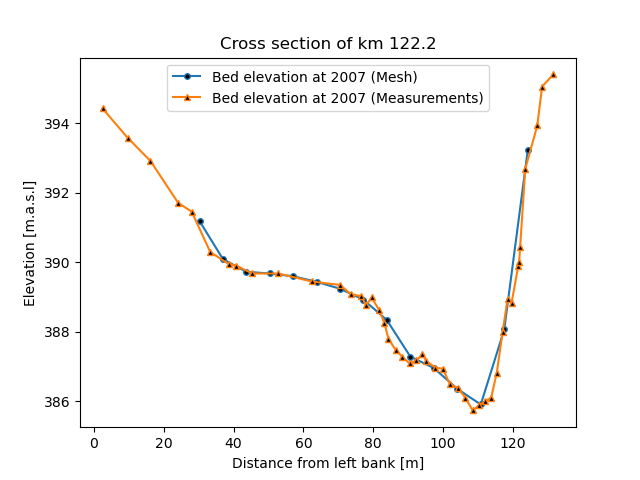 Cross section of km 122.2
Bed elevation at 2007 (Mesh)
Bed elevation at 2007 (Measurements)
Elevation [m.a.s.l]
394
392
390
388
386
0 20 40 60 80 100 120
Distance from left bank [m]